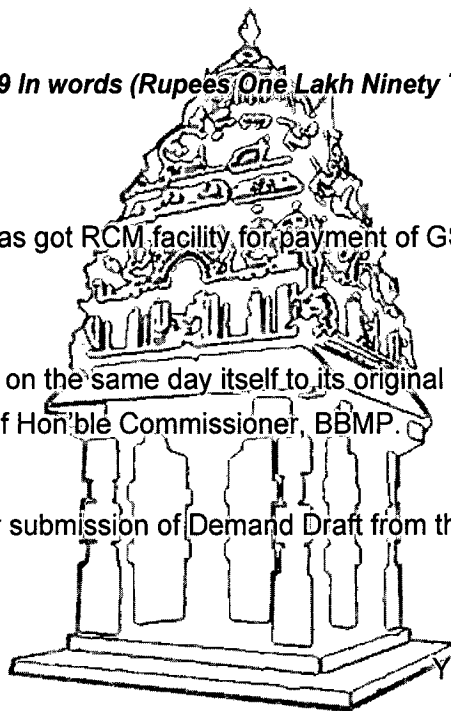 9 In words (Rupees One Lakh Ninety
as got RCM facility for payment of GS
on the same day itself to its original
f Hon'ble Commissioner, BBMP.
submission of Demand Draft from th
Y